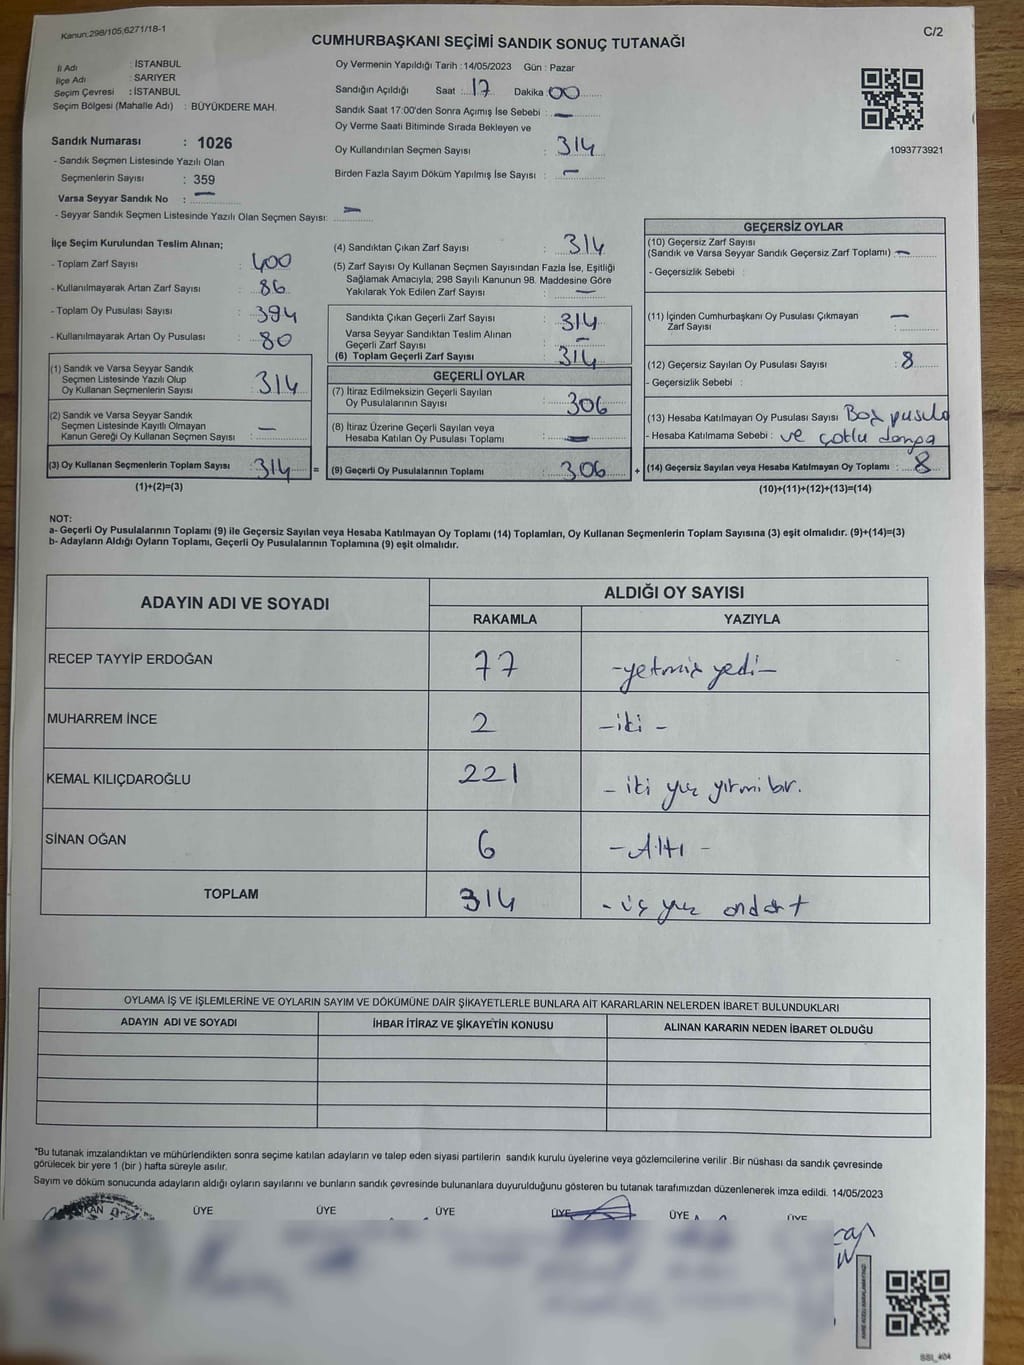 Kanun:298/105,6271/18-1
C/2
CUMHURBAŞKANI SEÇİMİ SANDIK SONUÇ TUTANAĞI
İl Adı : İSTANBUL
İlçe Adı : SARIYER
Seçim Çevresi : İSTANBUL
Seçim Bölgesi (Mahalle Adı) : BÜYÜKDERE MAH.
Sandık Numarası : 1026
- Sandık Seçmen Listesinde Yazılı Olan
Seçmenlerin Sayısı : 359
Varsa Seyyar Sandık No : —
- Seyyar Sandık Seçmen Listesinde Yazılı Olan Seçmen Sayısı: —
Oy Vermenin Yapıldığı Tarih :14/05/2023 Gün : Pazar
Sandığın Açıldığı Saat : 17 Dakika 00
Sandık Saat 17:00'den Sonra Açımış İse Sebebi : —
Oy Verme Saati Bitiminde Sırada Bekleyen ve
Oy Kullandırılan Seçmen Sayısı : 314
Birden Fazla Sayım Döküm Yapılmış İse Sayısı : —
1093773921
İlçe Seçim Kurulundan Teslim Alınan;
- Toplam Zarf Sayısı : 400
- Kullanılmayarak Artan Zarf Sayısı : 86
- Toplam Oy Pusulası Sayısı : 394
- Kullanılmayarak Artan Oy Pusulası : 80
(1) Sandık ve Varsa Seyyar Sandık
Seçmen Listesinde Yazılı Olup
Oy Kullanan Seçmenlerin Sayısı : 314
(2) Sandık ve Varsa Seyyar Sandık
Seçmen Listesinde Kayıtlı Olmayan
Kanun Gereği Oy Kullanan Seçmen Sayısı : —
(3) Oy Kullanan Seçmenlerin Toplam Sayısı : 314 =
(1)+(2)=(3)
(4) Sandıktan Çıkan Zarf Sayısı : 314
(5) Zarf Sayısı Oy Kullanan Seçmen Sayısından Fazla İse, Eşitliği
Sağlamak Amacıyla; 298 Sayılı Kanunun 98. Maddesine Göre
Yakılarak Yok Edilen Zarf Sayısı : —
Sandıkta Çıkan Geçerli Zarf Sayısı : 314
Varsa Seyyar Sandıktan Teslim Alınan
Geçerli Zarf Sayısı : —
(6) Toplam Geçerli Zarf Sayısı : 314
GEÇERLİ OYLAR
(7) İtiraz Edilmeksizin Geçerli Sayılan
Oy Pusulalarının Sayısı : 306
(8) İtiraz Üzerine Geçerli Sayılan veya
Hesaba Katılan Oy Pusulası Toplamı : —
(9) Geçerli Oy Pusulalarının Toplamı : 306 +
GEÇERSİZ OYLAR
(10) Geçersiz Zarf Sayısı
(Sandık ve Varsa Seyyar Sandık Geçersiz Zarf Toplamı) : —
- Geçersizlik Sebebi :
(11) İçinden Cumhurbaşkanı Oy Pusulası Çıkmayan
Zarf Sayısı : —
(12) Geçersiz Sayılan Oy Pusulası Sayısı : 8
- Geçersizlik Sebebi :
(13) Hesaba Katılmayan Oy Pusulası Sayısı Boş pusula
- Hesaba Katılmama Sebebi : ve çoklu damga
(14) Geçersiz Sayılan veya Hesaba Katılmayan Oy Toplamı : 8
(10)+(11)+(12)+(13)=(14)
NOT:
a- Geçerli Oy Pusulalarının Toplamı (9) ile Geçersiz Sayılan veya Hesaba Katılmayan Oy Toplamı (14) Toplamları, Oy Kullanan Seçmenlerin Toplam Sayısına (3) eşit olmalıdır. (9)+(14)=(3)
b- Adayların Aldığı Oyların Toplamı, Geçerli Oy Pusulalarının Toplamına (9) eşit olmalıdır.
ADAYIN ADI VE SOYADI ALDIĞI OY SAYISI
RAKAMLA YAZIYLA
RECEP TAYYİP ERDOĞAN 77 -yetmiş yedi-
MUHARREM İNCE 2 -iki-
KEMAL KILIÇDAROĞLU 221 - iki yüz yirmi bir.
SİNAN OĞAN 6 -Altı-
TOPLAM 314 - üç yüz ondört
OYLAMA İŞ VE İŞLEMLERİNE VE OYLARIN SAYIM VE DÖKÜMÜNE DAİR ŞİKAYETLERLE BUNLARA AİT KARARLARIN NELERDEN İBARET BULUNDUKLARI
ADAYIN ADI VE SOYADI İHBAR İTİRAZ VE ŞİKAYETİN KONUSU ALINAN KARARIN NEDEN İBARET OLDUĞU
*Bu tutanak imzalandıktan ve mühürlendikten sonra seçime katılan adayların ve talep eden siyasi partilerin sandık kurulu üyelerine veya gözlemcilerine verilir .Bir nüshası da sandık çevresinde
görülecek bir yere 1 (bir ) hafta süreyle asılır.
Sayım ve döküm sonucunda adayların aldığı oyların sayılarını ve bunların sandık çevresinde bulunanlara duyurulduğunu gösteren bu tutanak tarafımızdan düzenlenerek imza edildi. 14/05/2023
ÜYE ÜYE ÜYE ÜYE ÜYE ÜYE